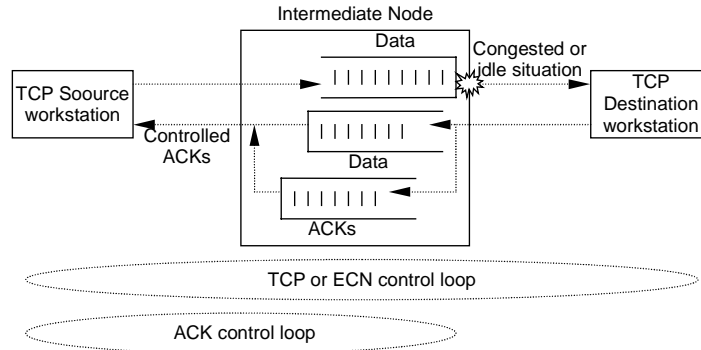 Intermediate Node
Data
Congested or
idle situation
TCP Soource
workstation
TCP
Destination
workstation
Controlled
ACKs
Data
ACKs
TCP or ECN control loop
ACK control loop